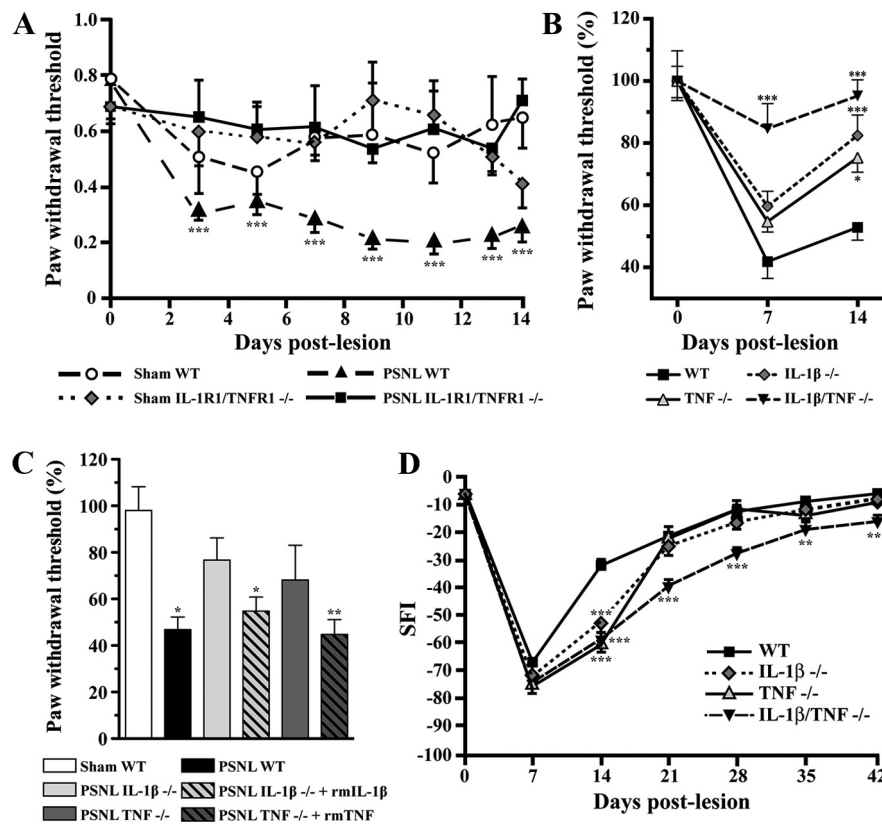 A
Paw withdrawal threshold
1.0
0.8
0.6
0.4
0.2
0
***
***
***
***
***
***
***
0 2 4 6 8 10 12 14
Days post-lesion
Sham WT
PSNL WT
Sham IL-1R1/TNFR1 -/-
PSNL IL-1R1/TNFR1 -/-
B
Paw withdrawal threshold (%)
120
100
80
60
40
***
***
***
*
0 7 14
Days post-lesion
WT
IL-1β -/-
TNF -/-
IL-1β/TNF -/-
C
Paw withdrawal threshold (%)
120
100
80
60
40
20
0
*
*
**
Sham WT
PSNL WT
PSNL IL-1β -/-
PSNL IL-1β -/- + rmIL-1β
PSNL TNF -/-
PSNL TNF -/- + rmTNF
D
SFI
0
-10
-20
-30
-40
-50
-60
-70
-80
-90
-100
***
***
***
***
***
**
**
WT
IL-1β -/-
TNF -/-
IL-1β/TNF -/-
0 7 14 21 28 35 42
Days post-lesion